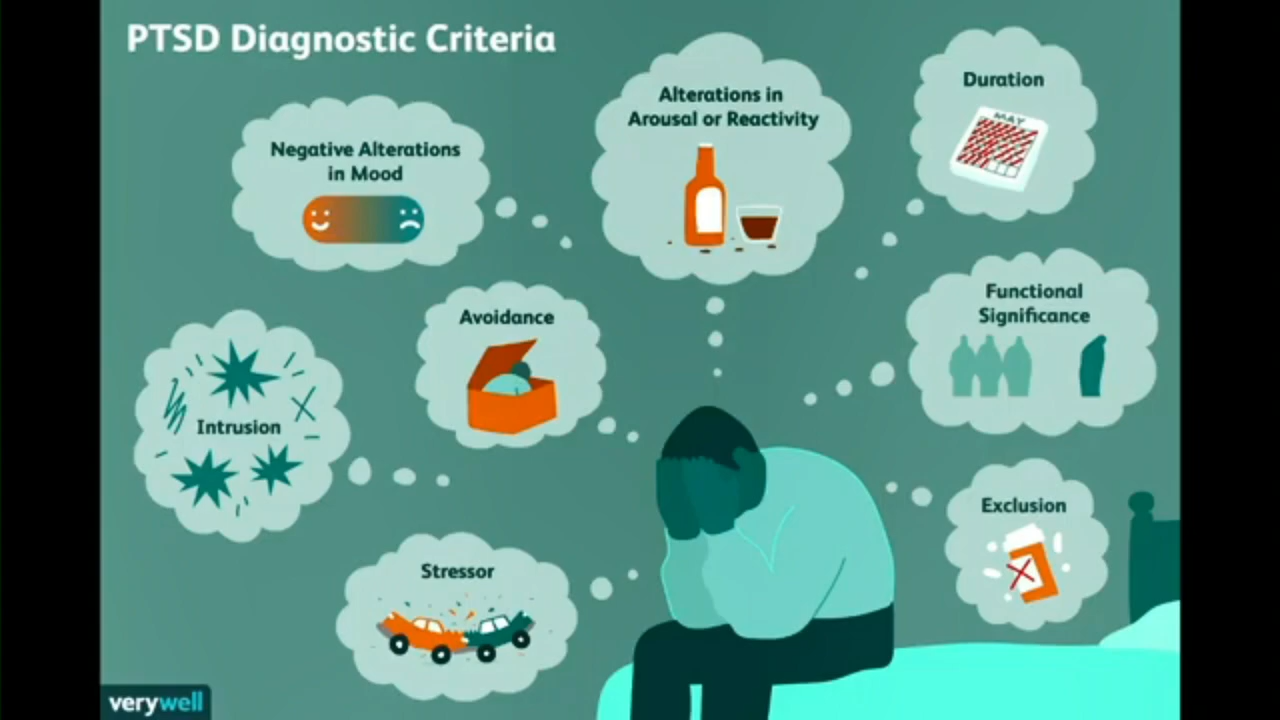 PTSD Diagnostic Criteria
Negative Alterations
in Mood
Alterations in
Arousal or Reactivity
Duration
MAY
Avoidance
Functional
Significance
Intrusion
Exclusion
Stressor
verywell